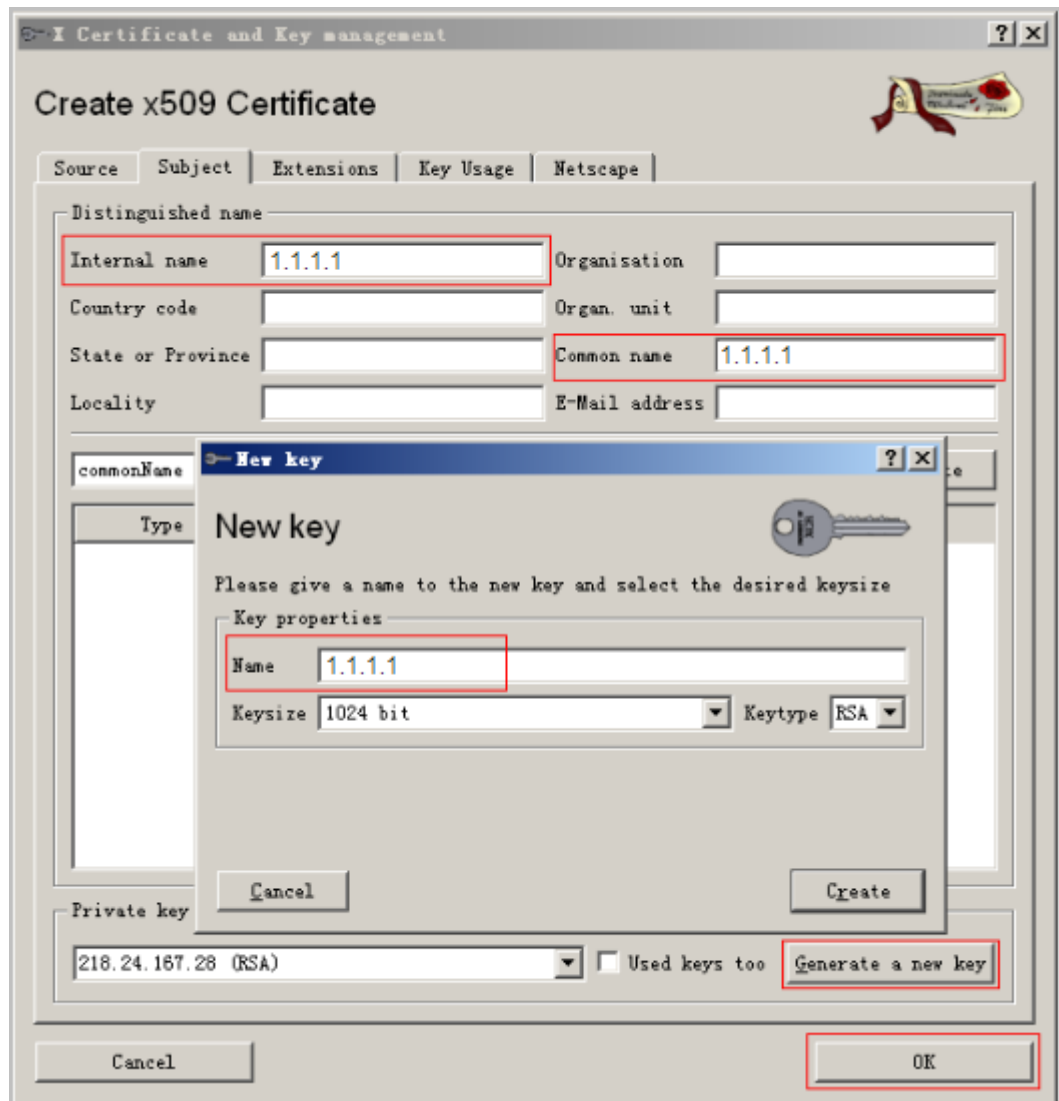 X Certificate and Key management
Create x509 Certificate
Source Subject Extensions Key Usage Netscape
Distinguished name
Internal name 1.1.1.1 Organisation
Country code Organ. unit
State or Province Common name 1.1.1.1
Locality E-Mail address
commonName
Type
New key
New key
Please give a name to the new key and select the desired keysize
Key properties
Name 1.1.1.1
Keysize 1024 bit Keytype RSA
Cancel Create
Private key
218.24.167.28 (RSA) Used keys too Generate a new key
Cancel OK